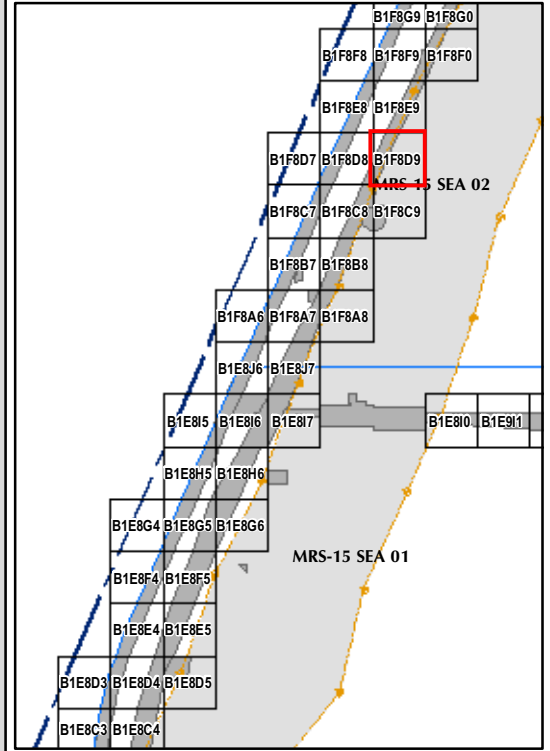 B1F8G9 B1F8G0
B1F8F8 B1F8F9 B1F8F0
B1F8E8 B1F8E9
B1F8D7 B1F8D8 B1F8D9
MRS-15 SEA 02
B1F8C7 B1F8C8 B1F8C9
B1F8B7 B1F8B8
B1F8A6 B1F8A7 B1F8A8
B1E8J6 B1E8J7
B1E8I5 B1E8I6 B1E8I7 B1E8I0 B1E9I1
B1E8H5 B1E8H6
B1E8G4 B1E8G5 B1E8G6
MRS-15 SEA 01
B1E8F4 B1E8F5
B1E8E4 B1E8E5
B1E8D3 B1E8D4 B1E8D5
B1E8C3 B1E8C4